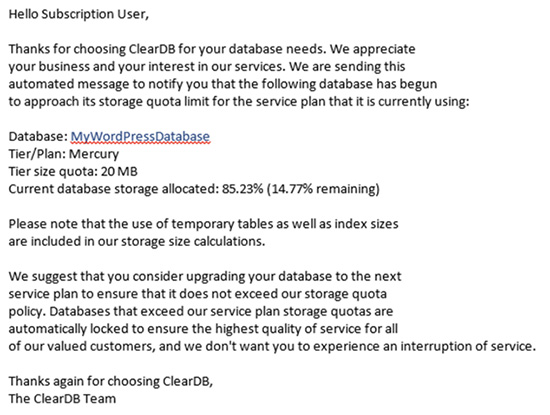 Hello Subscription User,
Thanks for choosing ClearDB for your database needs. We appreciate
your business and your interest in our services. We are sending this
automated message to notify you that the following database has begun
to approach its storage quota limit for the service plan that it is currently using:
Database: MyWordPressDatabase
Tier/Plan: Mercury
Tier size quota: 20 MB
Current database storage allocated: 85.23% (14.77% remaining)
Please note that the use of temporary tables as well as index sizes
are included in our storage size calculations.
We suggest that you consider upgrading your database to the next
service plan to ensure that it does not exceed our storage quota
policy. Databases that exceed our service plan storage quotas are
automatically locked to ensure the highest quality of service for all
of our valued customers, and we don't want you to experience an interruption of service.
Thanks again for choosing ClearDB,
The ClearDB Team